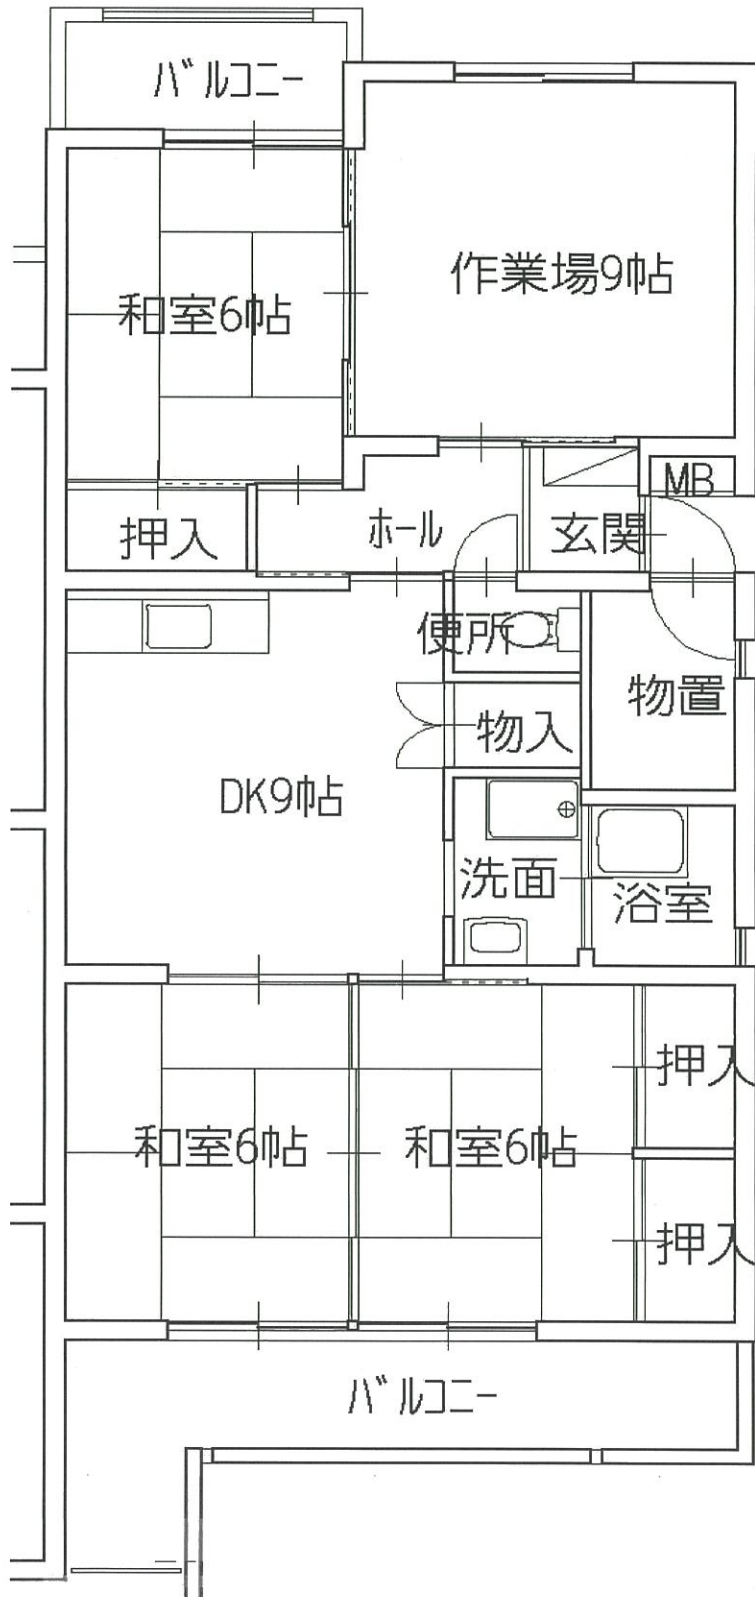 バルコニー
作業場9帖
和室6帖
MB
押入
ホール
玄関
便所
物置
物入
DK9帖
洗面
浴室
押入
和室6帖
和室6帖
押入
バルコニー